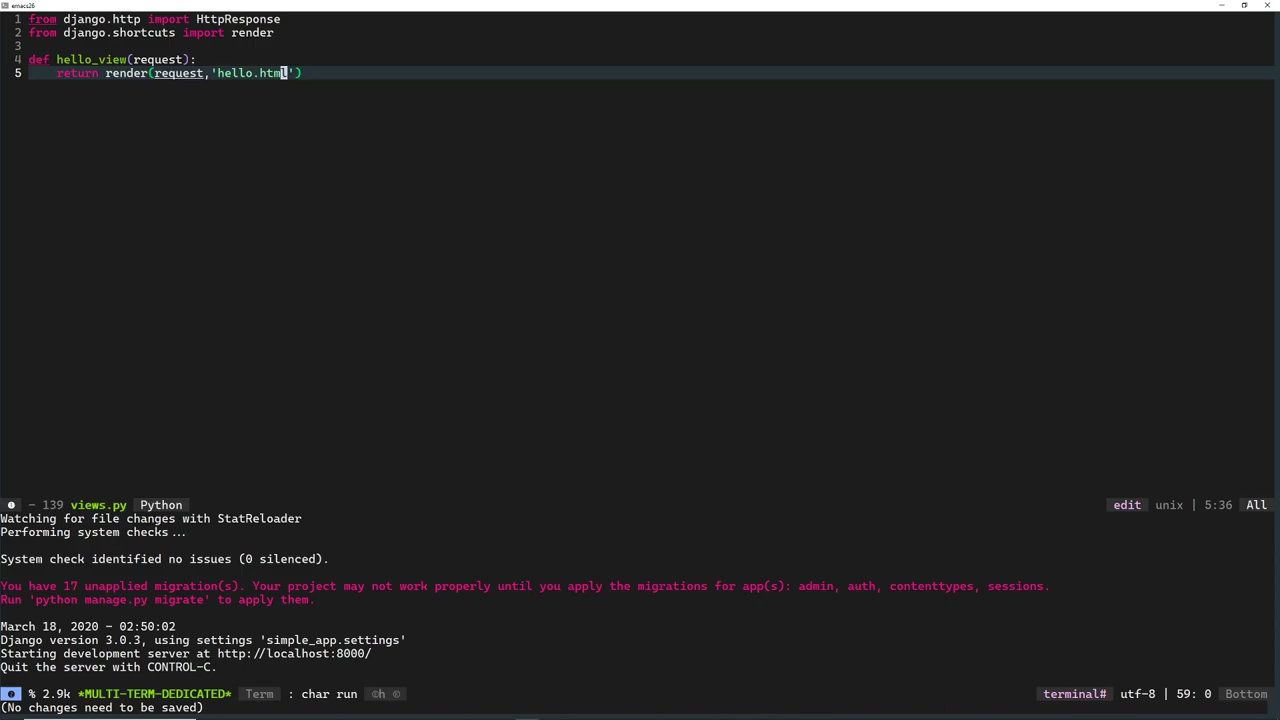 emacs26
1 from django.http import HttpResponse
2 from django.shortcuts import render
3
4 def hello_view(request):
5     return render(request,'hello.html')
- 139 views.py Python edit unix | 5:36 All
Watching for file changes with StatReloader
Performing system checks...
System check identified no issues (0 silenced).
You have 17 unapplied migration(s). Your project may not work properly until you apply the migrations for app(s): admin, auth, contenttypes, sessions.
Run 'python manage.py migrate' to apply them.
March 18, 2020 - 02:50:02
Django version 3.0.3, using settings 'simple_app.settings'
Starting development server at http://localhost:8000/
Quit the server with CONTROL-C.
% 2.9k *MULTI-TERM-DEDICATED* Term : char run ©h © terminal# utf-8 | 59: 0 Bottom
(No changes need to be saved)